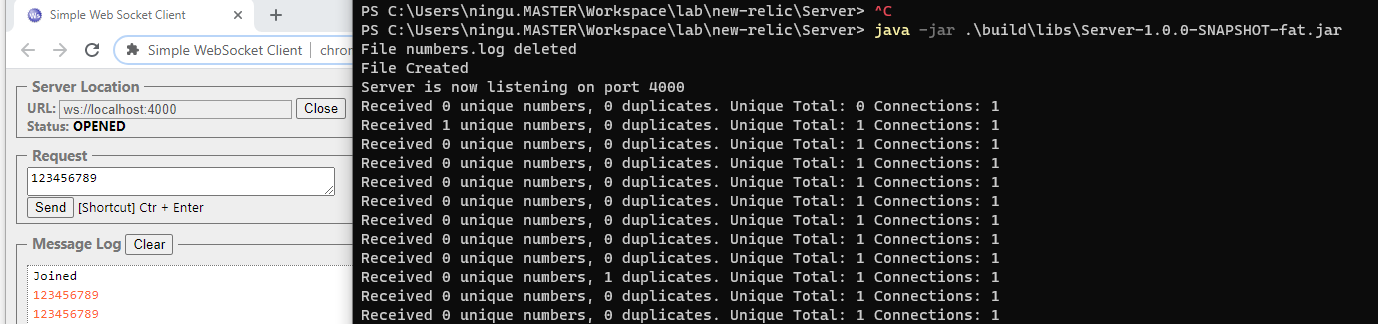 Simple Web Socket Client
Simple WebSocket Client | chrom
Server Location
URL: ws://localhost:4000 Close
Status: OPENED
Request
123456789
Send [Shortcut] Ctr + Enter
Message Log Clear
Joined
123456789
123456789
PS C:\Users\ningu.MASTER\Workspace\lab\new-relic\Server> ^C
PS C:\Users\ningu.MASTER\Workspace\lab\new-relic\Server> java -jar .\build\libs\Server-1.0.0-SNAPSHOT-fat.jar
File numbers.log deleted
File Created
Server is now listening on port 4000
Received 0 unique numbers, 0 duplicates. Unique Total: 0 Connections: 1
Received 1 unique numbers, 0 duplicates. Unique Total: 1 Connections: 1
Received 0 unique numbers, 0 duplicates. Unique Total: 1 Connections: 1
Received 0 unique numbers, 0 duplicates. Unique Total: 1 Connections: 1
Received 0 unique numbers, 0 duplicates. Unique Total: 1 Connections: 1
Received 0 unique numbers, 0 duplicates. Unique Total: 1 Connections: 1
Received 0 unique numbers, 0 duplicates. Unique Total: 1 Connections: 1
Received 0 unique numbers, 0 duplicates. Unique Total: 1 Connections: 1
Received 0 unique numbers, 0 duplicates. Unique Total: 1 Connections: 1
Received 0 unique numbers, 1 duplicates. Unique Total: 1 Connections: 1
Received 0 unique numbers, 0 duplicates. Unique Total: 1 Connections: 1
Received 0 unique numbers, 0 duplicates. Unique Total: 1 Connections: 1